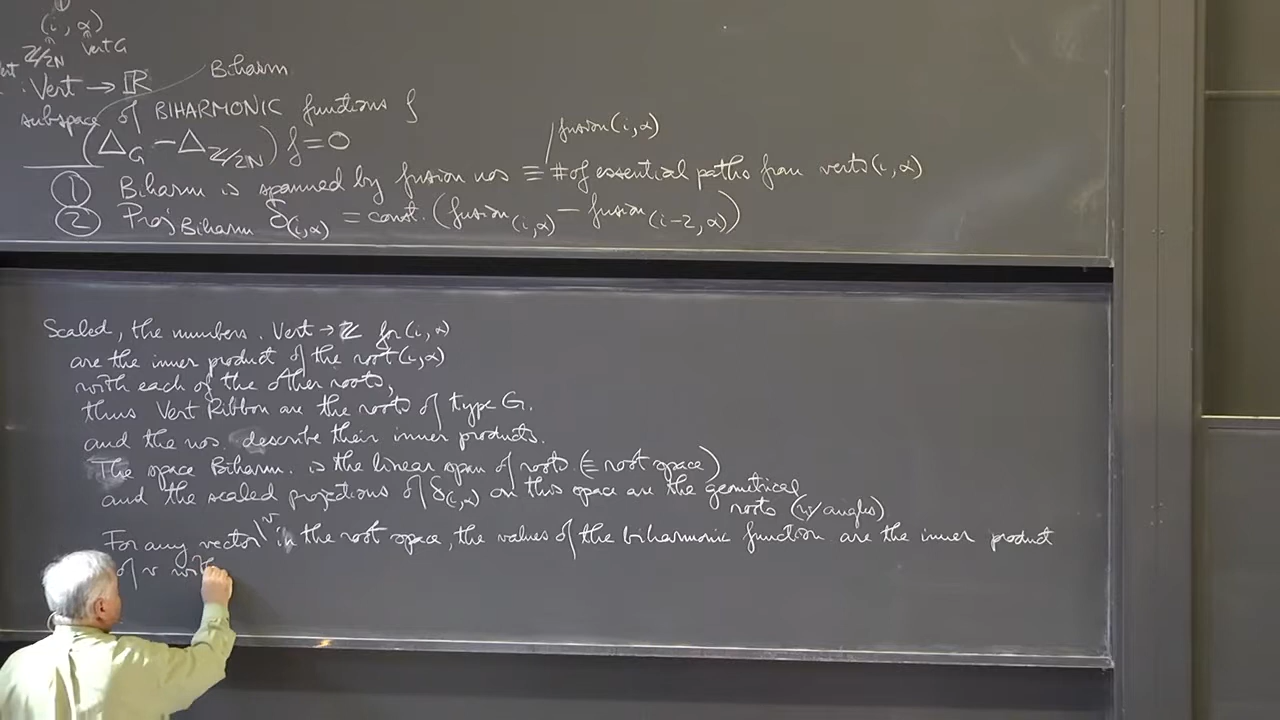 (i, α)
ℤ/2N Vert G
Vert → ℝ Biharm
subspace of BIHARMONIC functions f
(Δ_G − Δ_{ℤ/2N}) f = 0
fusion(i, α)
① Biharm is spanned by fusion nos ≡ # of essential paths from verts (i, α)
② Proj_{Biharm} δ_{(i,α)} = const. (fusion_{(i,α)} − fusion_{(i−2,α)})
Scaled, the numbers. Vert → ℤ for (i, α)
are the inner product of the root (i, α)
with each of the other roots,
thus Vert Ribbon are the roots of type G.
and the nos describe their inner products.
The space Biharm. is the linear span of roots. (≡ root space)
and the scaled projections of δ_{(i,α)} on this space are the geometrical
roots (w/ angles)
For any vector v in the root space, the values of the biharmonic function are the inner product
of v with